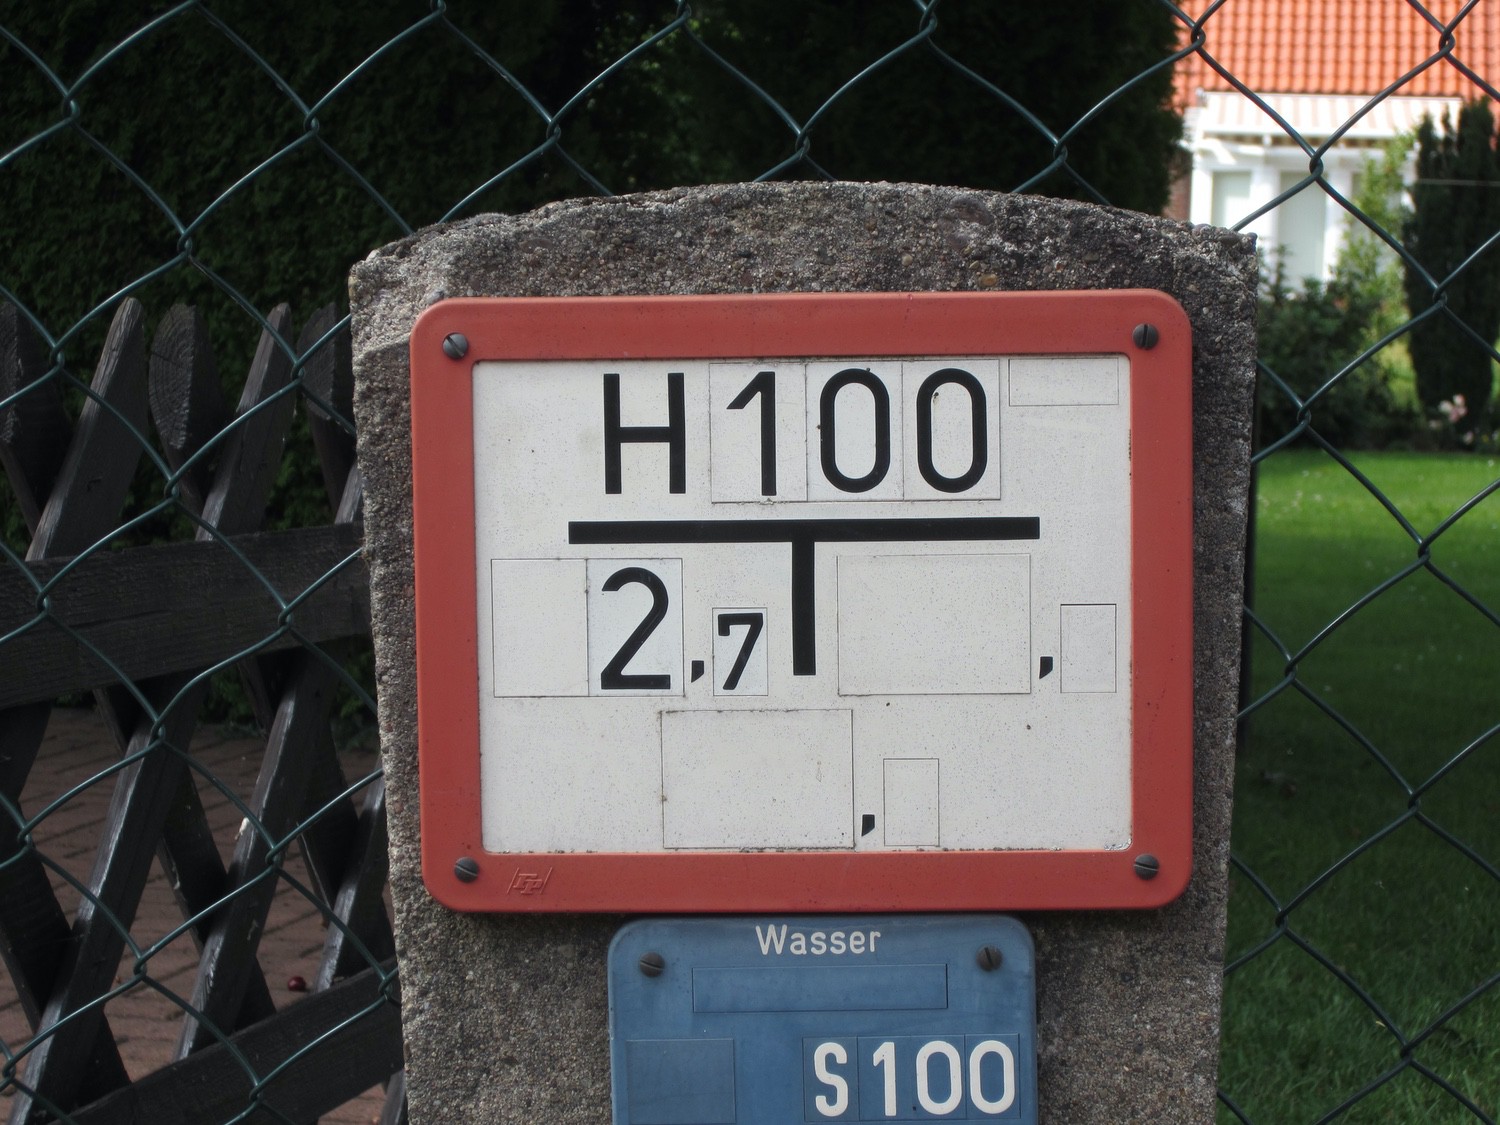 H100
2,7 ,
,
Wasser
S100